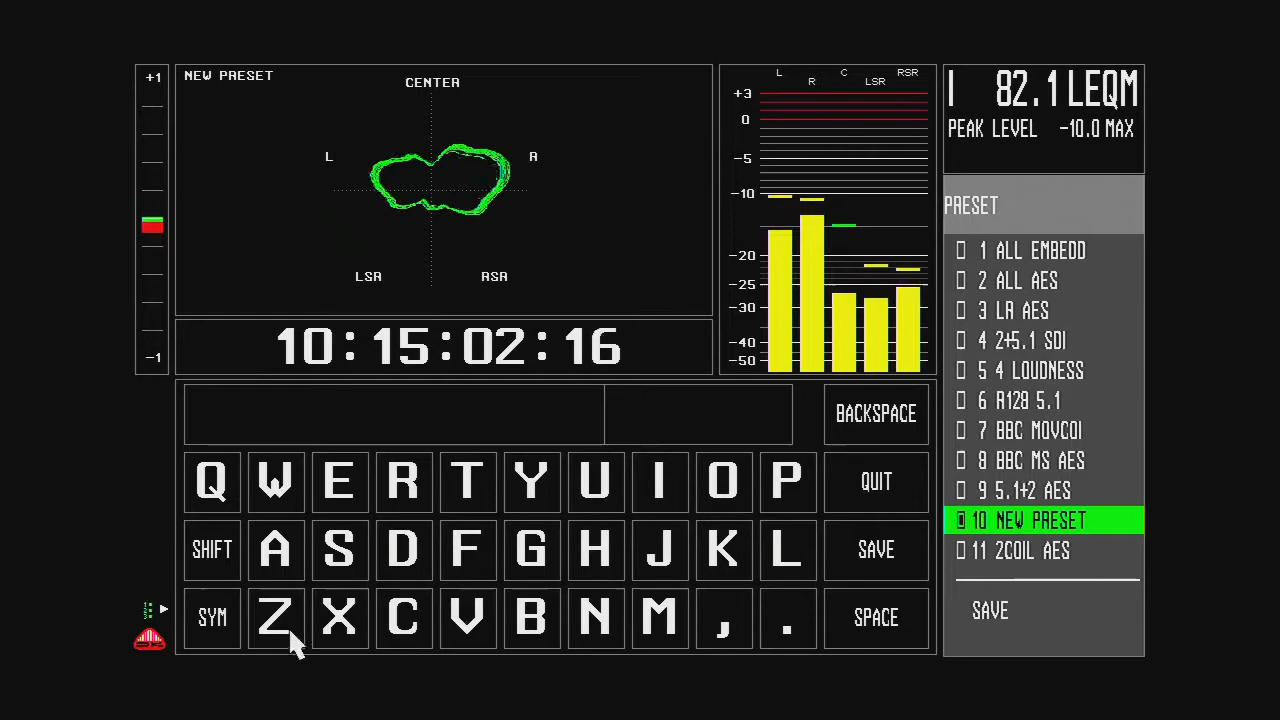 +1
-1
NEW PRESET
CENTER
L
R
LSR
RSR
10:15:02:16
L
R
C
LSR
RSR
+3
0
-5
-10
-20
-25
-30
-40
-50
I 82.1 LEQM
PEAK LEVEL -10.0 MAX
PRESET
1 ALL EMBEDD
2 ALL AES
3 LR AES
4 2+5.1 SDI
5 4 LOUDNESS
6 R128 5.1
7 BBC MOVCOI
8 BBC MS AES
9 5.1+2 AES
10 NEW PRESET
11 2COIL AES
SAVE
BACKSPACE
Q W E R T Y U I O P QUIT
SHIFT A S D F G H J K L SAVE
SYM Z X C V B N M , . SPACE